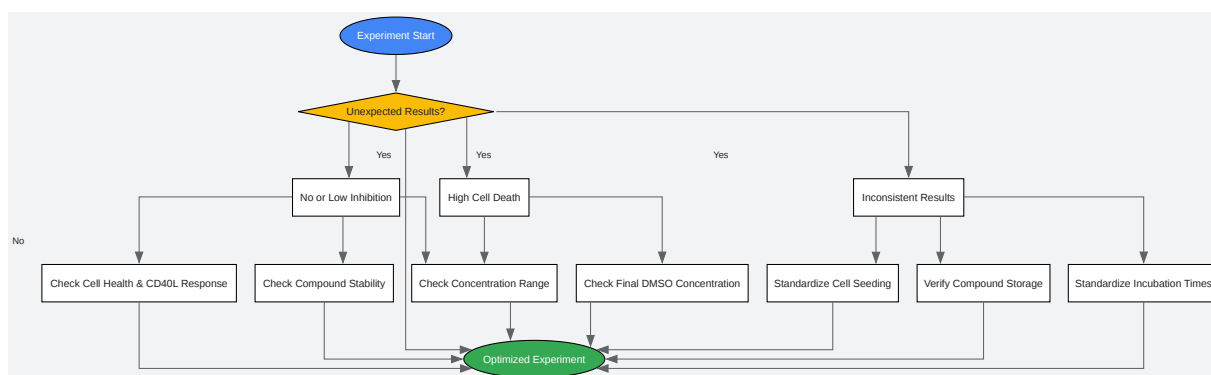 Experiment Start
Unexpected Results?
Yes
Yes
Yes
No or Low Inhibition
High Cell Death
Inconsistent Results
No
Check Cell Health & CD40L Response
Check Compound Stability
Check Concentration Range
Check Final DMSO Concentration
Standardize Cell Seeding
Verify Compound Storage
Standardize Incubation Times
Optimized Experiment